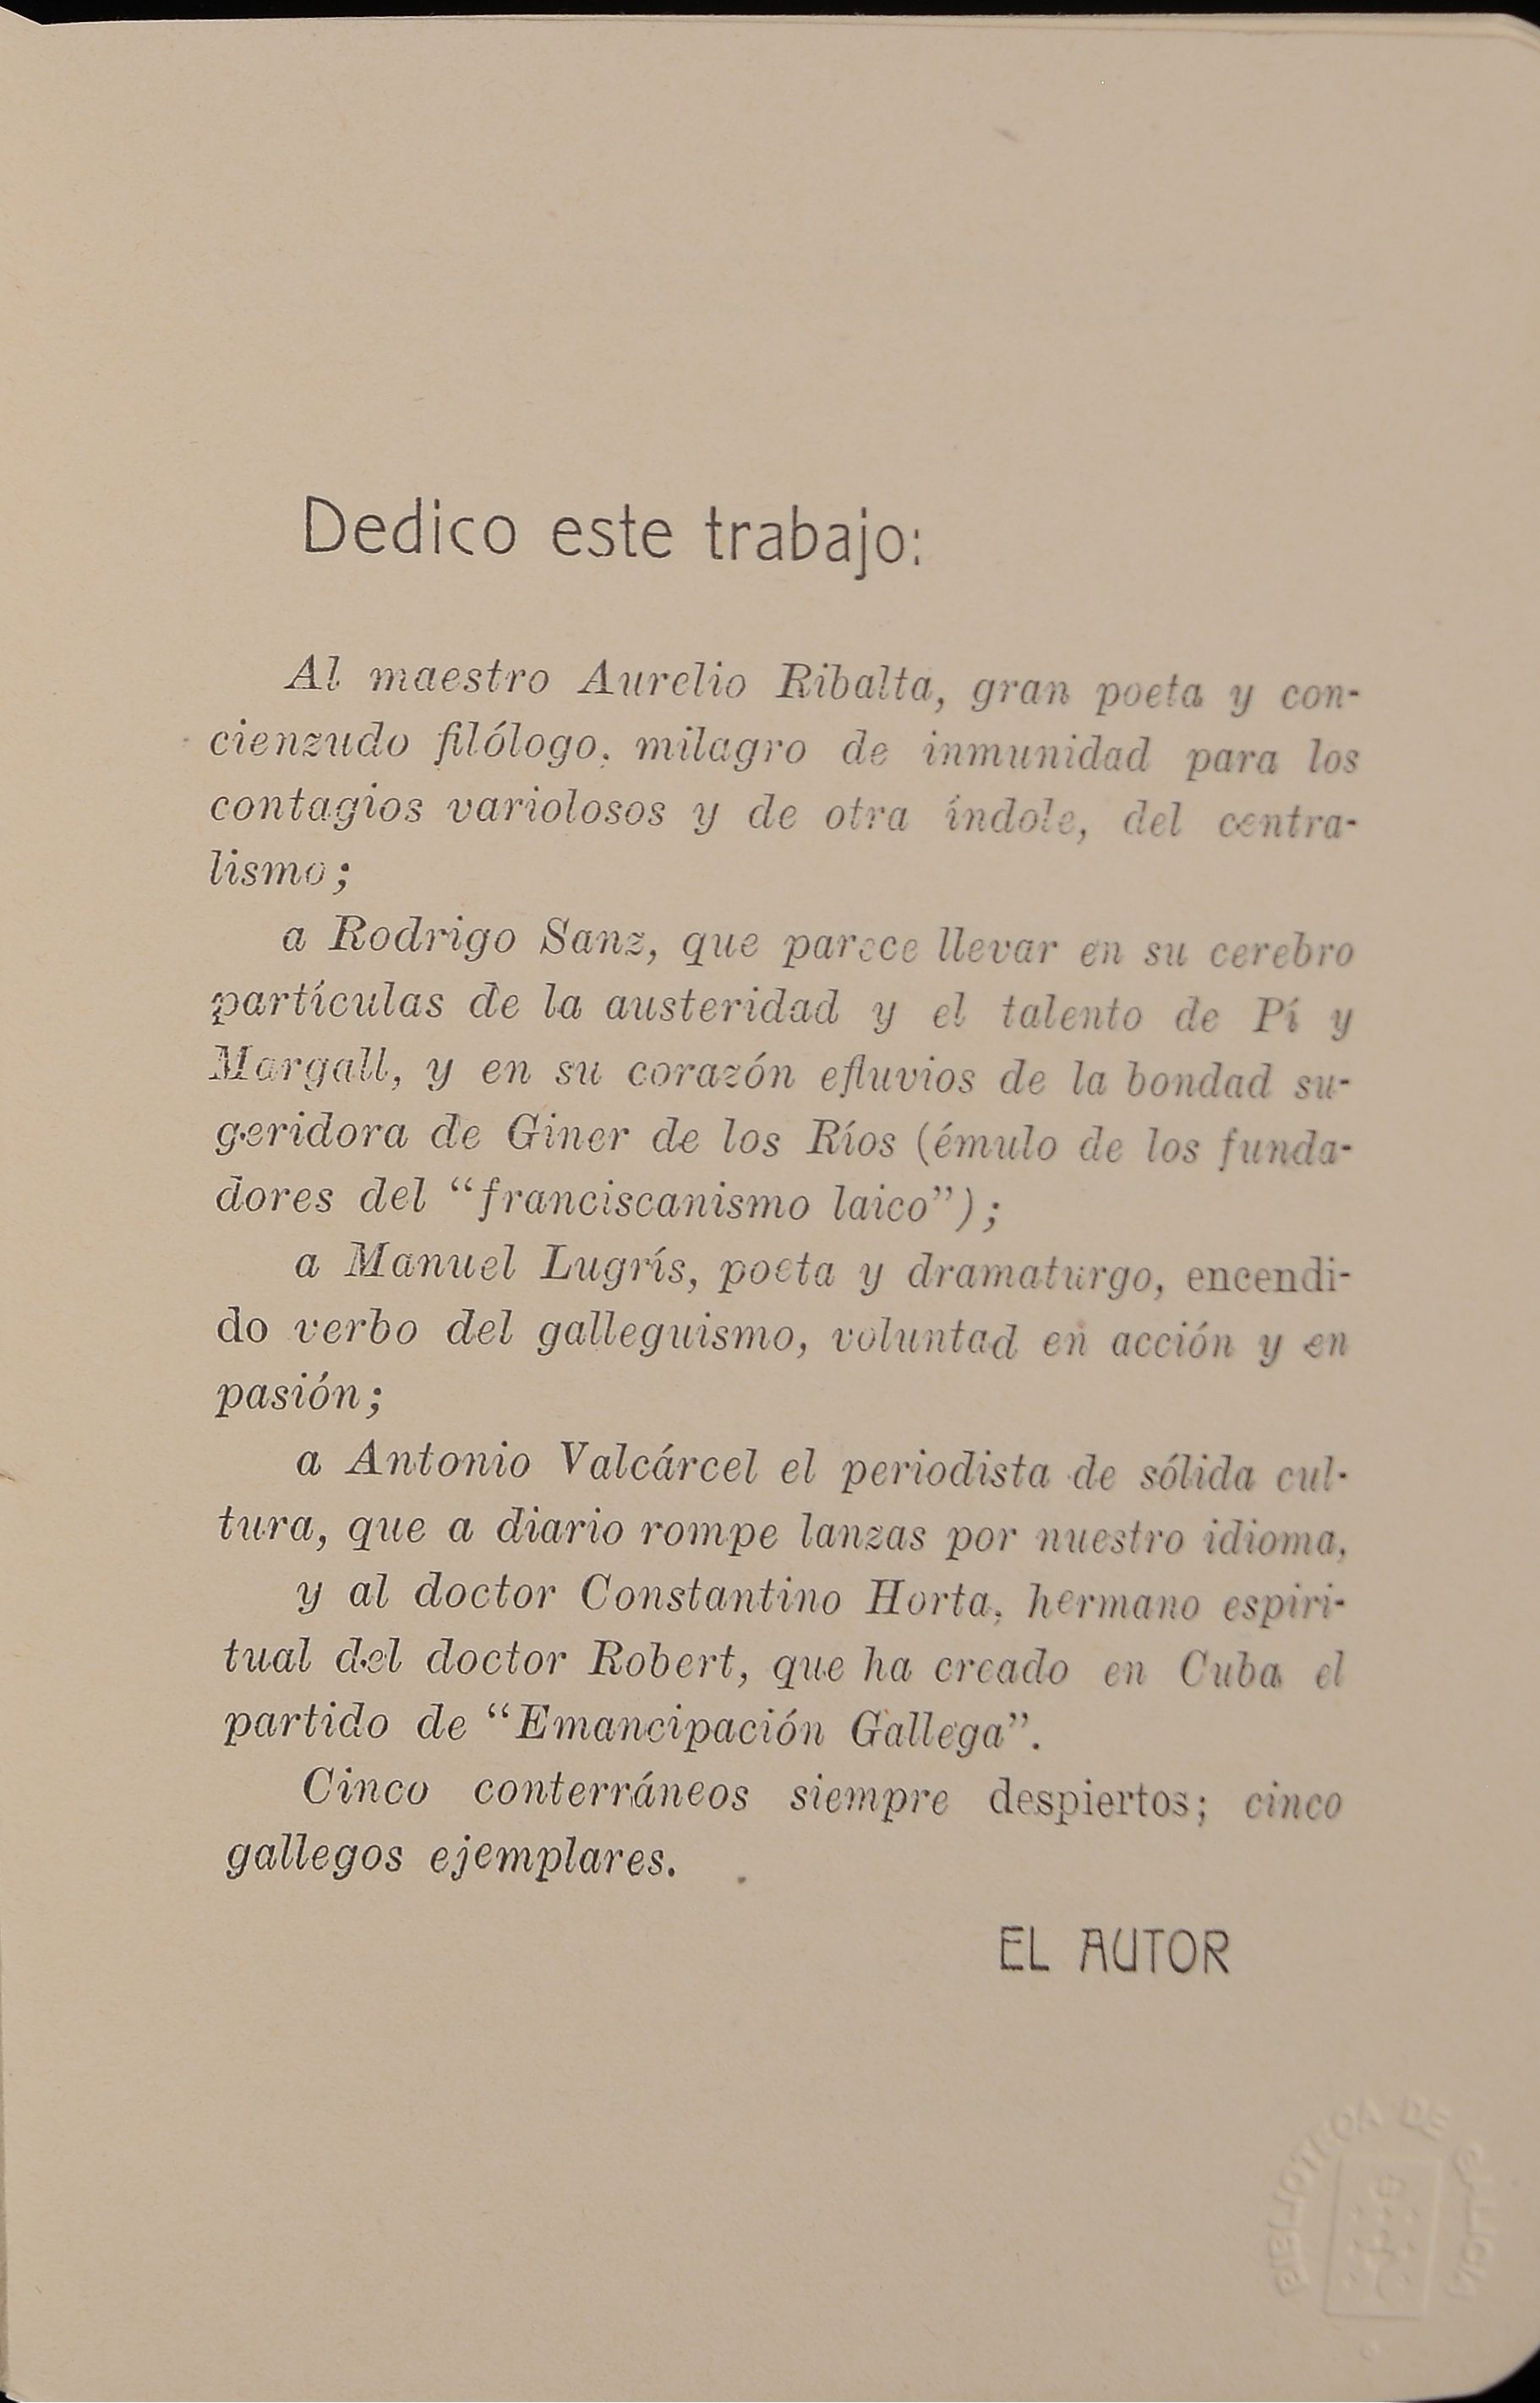 Dedico este trabajo:
Al maestro Aurelio Ribalta, gran poeta y con-
cienzudo filólogo, milagro de inmunidad para los
contagios variolosos y de otra índole, del centra-
lismo;
a Rodrigo Sanz, que parece llevar en su cerebro
partículas de la austeridad y el talento de Pí y
Margall, y en su corazón efluvios de la bondad su-
geridora de Giner de los Ríos (émulo de los funda-
dores del “franciscanismo laico”);
a Manuel Lugrís, poeta y dramaturgo, encendi-
do verbo del galleguismo, voluntad en acción y en
pasión;
a Antonio Valcárcel el periodista de sólida cul-
tura, que a diario rompe lanzas por nuestro idioma,
y al doctor Constantino Horta, hermano espiri-
tual del doctor Robert, que ha creado en Cuba el
partido de “Emancipación Gallega”.
Cinco conterráneos siempre despiertos; cinco
gallegos ejemplares.
EL AUTOR
BIBLIOTECA DE GALICIA